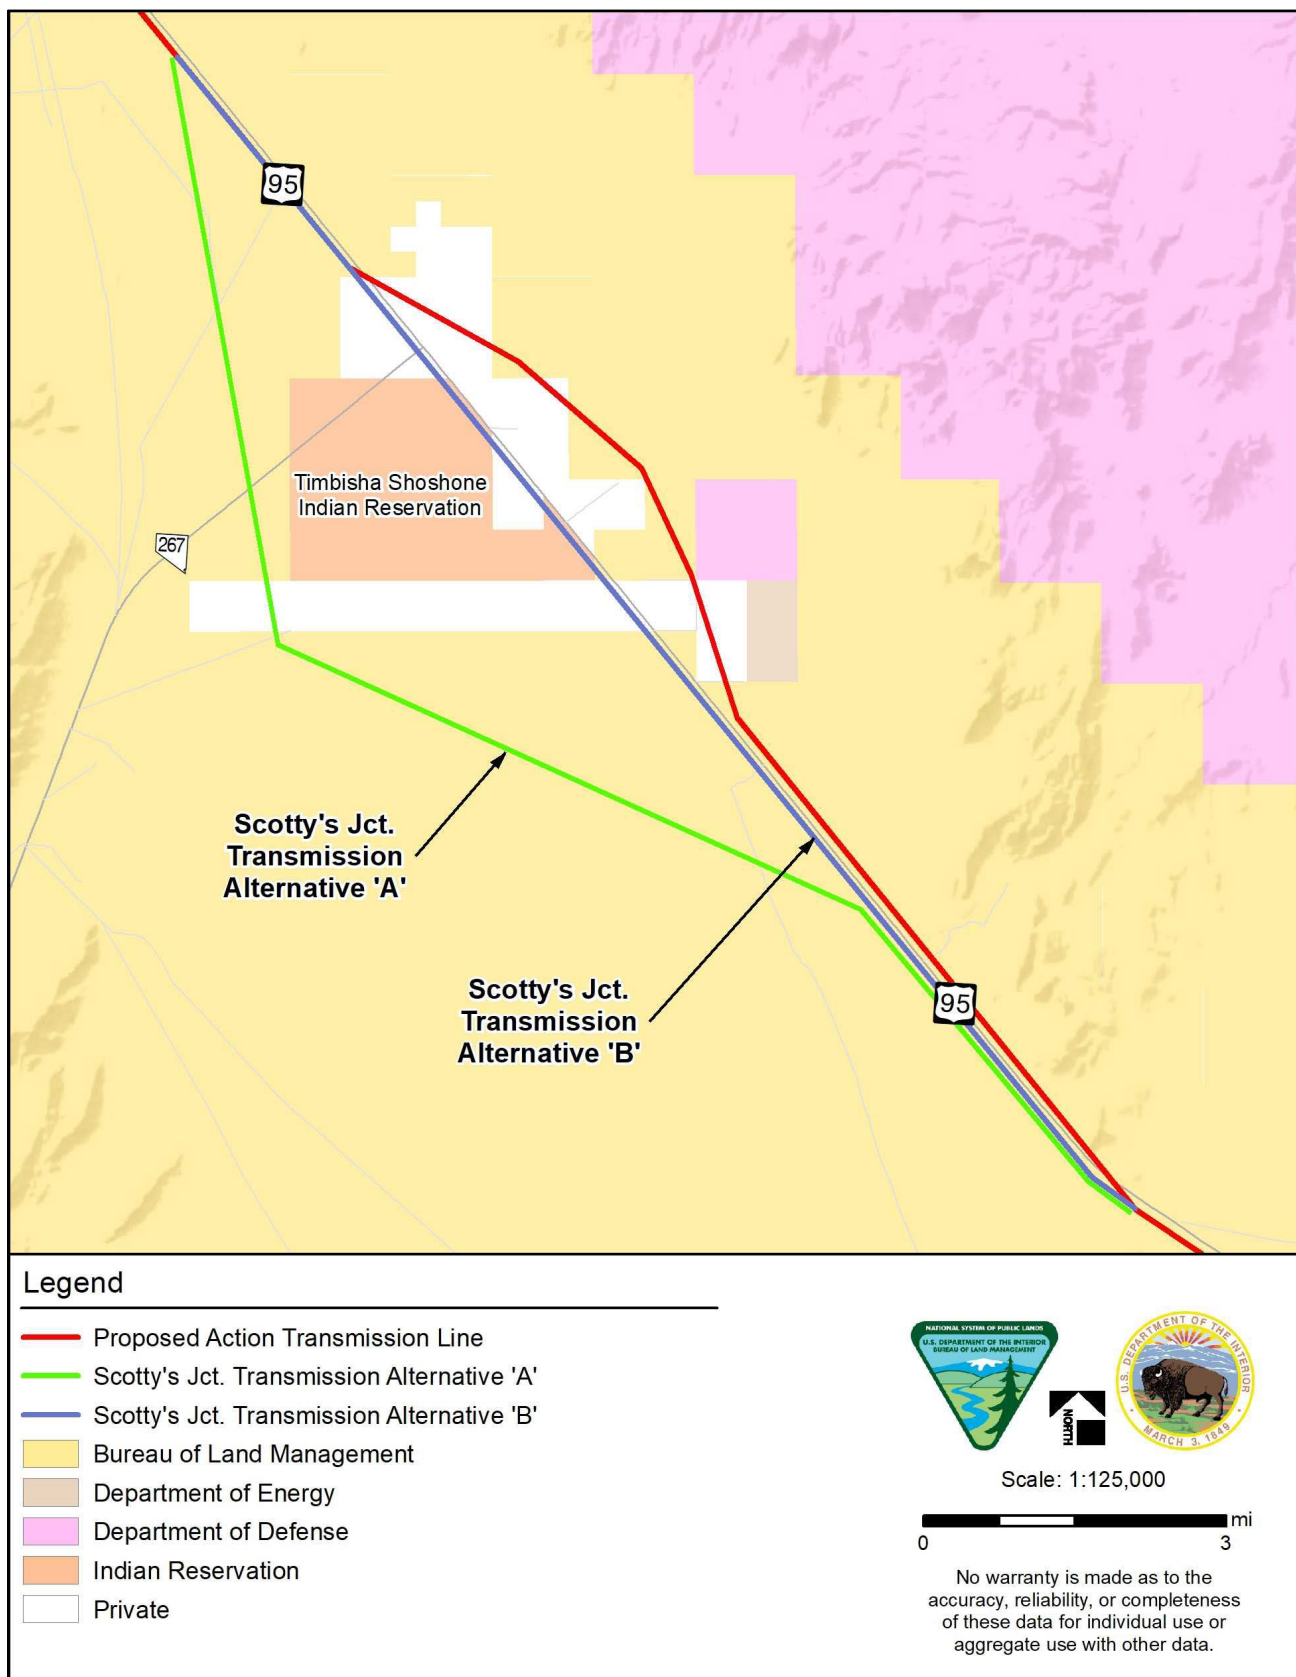 95
Timbisha Shoshone
Indian Reservation
267
Scotty's Jct.
Transmission
Alternative 'A'
Scotty's Jct.
Transmission
Alternative 'B'
95
Legend
Proposed Action Transmission Line
Scotty's Jct. Transmission Alternative 'A'
Scotty's Jct. Transmission Alternative 'B'
Bureau of Land Management
Department of Energy
Department of Defense
Indian Reservation
Private
NATIONAL SYSTEM OF PUBLIC LANDS
U.S. DEPARTMENT OF THE INTERIOR
BUREAU OF LAND MANAGEMENT
NORTH
U.S. DEPARTMENT OF THE INTERIOR
MARCH 3, 1849
Scale: 1:125,000
mi
0 3
No warranty is made as to the
accuracy, reliability, or completeness
of these data for individual use or
aggregate use with other data.